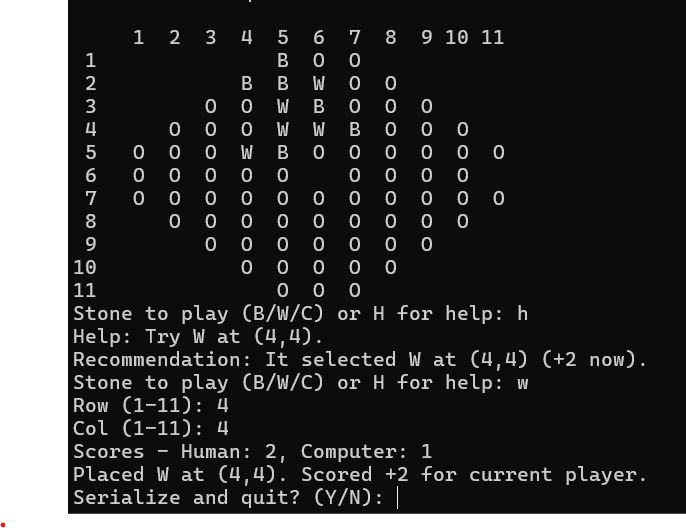 1 2 3 4 5 6 7 8 9 10 11
1 B O O
2 B B W O O
3 O O W B O O O
4 O O O W W B O O O
5 O O O W B O O O O O O
6 O O O O O O O O O
7 O O O O O O O O O O O
8 O O O O O O O O O
9 O O O O O O O
10 O O O O O
11 O O O
Stone to play (B/W/C) or H for help: h
Help: Try W at (4,4).
Recommendation: It selected W at (4,4) (+2 now).
Stone to play (B/W/C) or H for help: w
Row (1-11): 4
Col (1-11): 4
Scores - Human: 2, Computer: 1
Placed W at (4,4). Scored +2 for current player.
Serialize and quit? (Y/N):